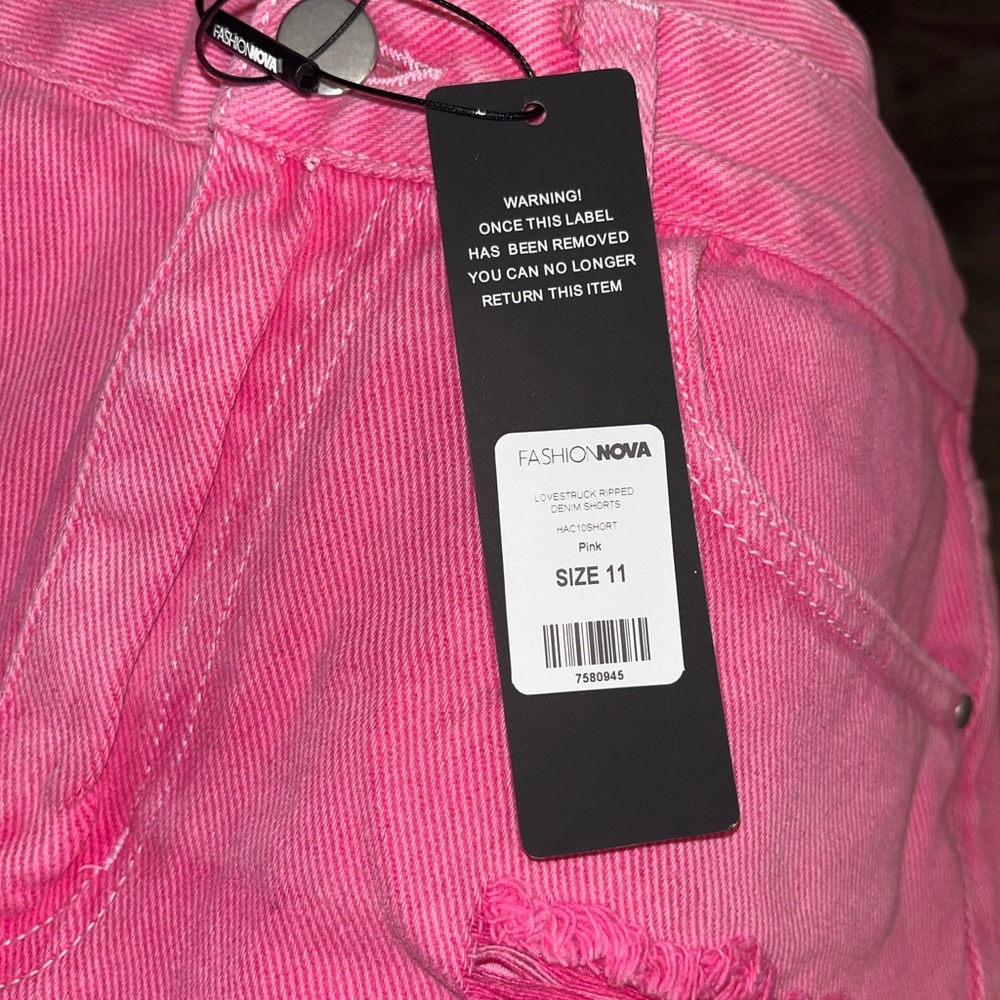 FASHIONNOVA
WARNING!
ONCE THIS LABEL
HAS BEEN REMOVED
YOU CAN NO LONGER
RETURN THIS ITEM
FASHIONNOVA
LOVESTRUCK RIPPED
DENIM SHORTS
HAC10SHORT
Pink
SIZE 11
7580945